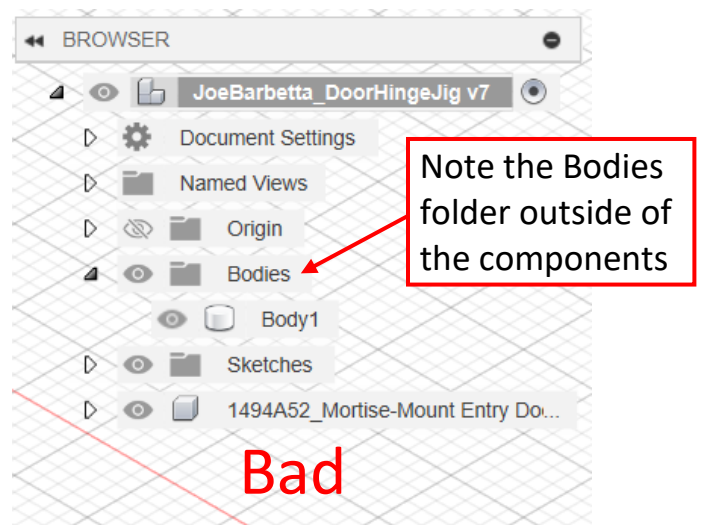 BROWSER
JoeBarbetta_DoorHingeJig v7
Document Settings
Named Views
Origin
Bodies
Body1
Sketches
1494A52_Mortise-Mount Entry Do...
Note the Bodies
folder outside of
the components
Bad